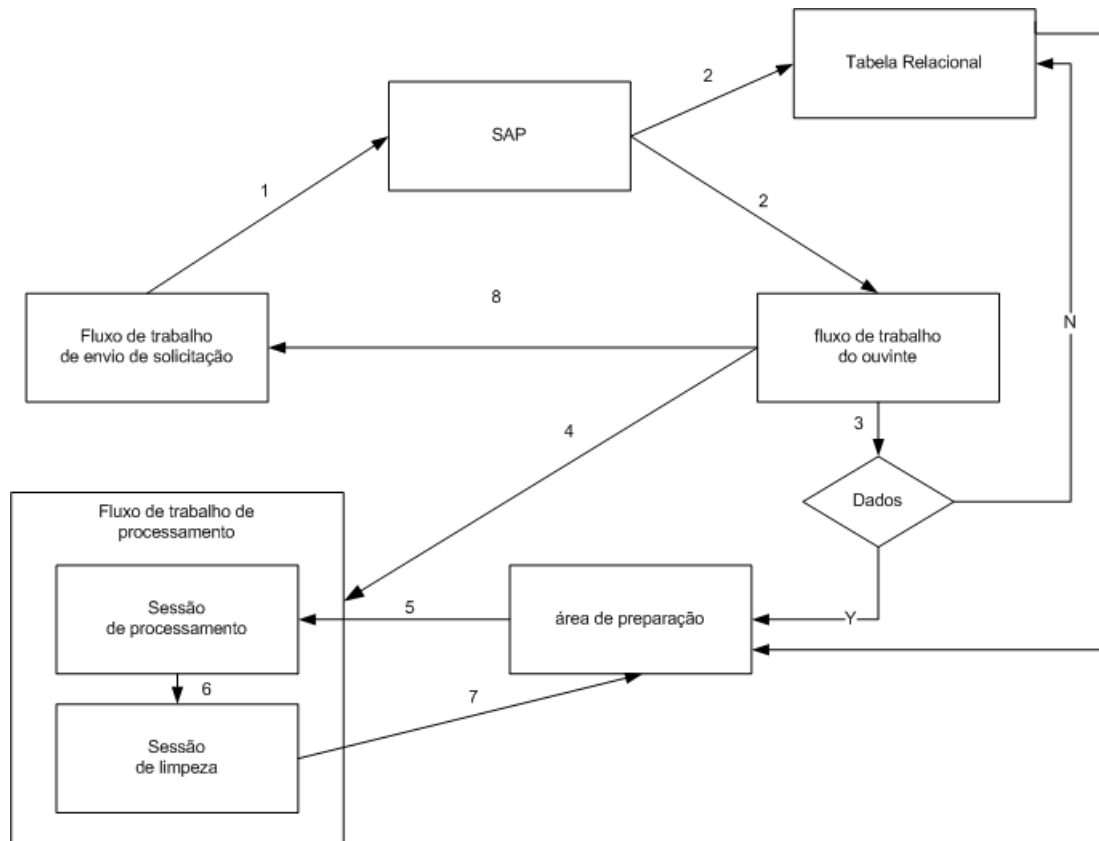 Tabela Relacional
2
SAP
1
2
8
Fluxo de trabalho
de envio de solicitação
fluxo de trabalho
do ouvinte
N
4
3
Dados
Fluxo de trabalho de
processamento
Sessão
de processamento
5
área de preparação
Y
6
7
Sessão
de limpeza